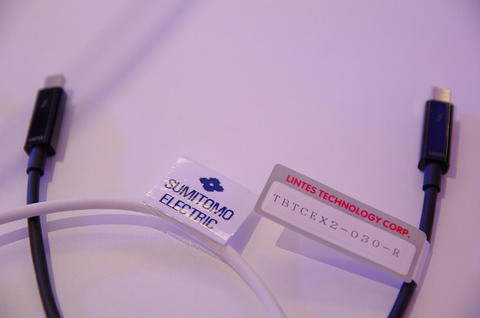 SUMITOMO
ELECTRIC
LINTES TECHNOLOGY CORP.
TBTCEX2-030-R